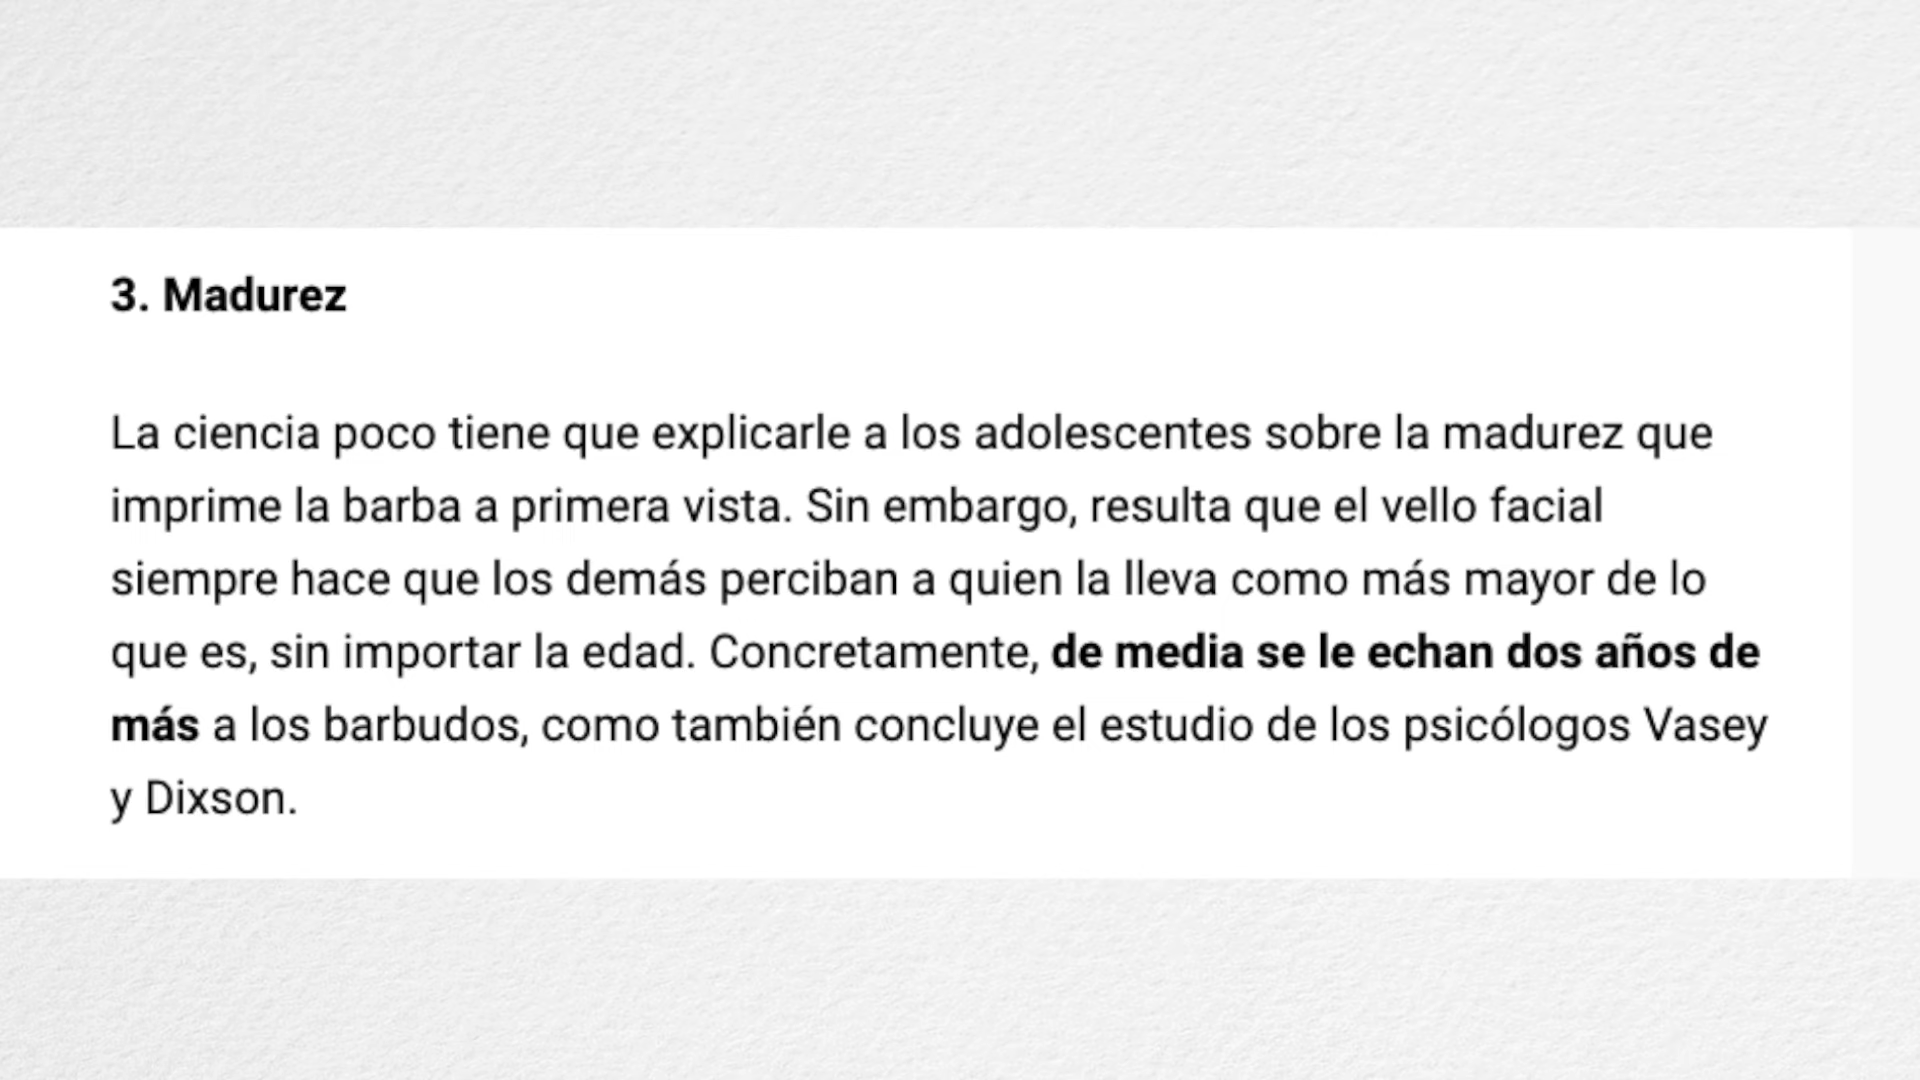 3. Madurez
La ciencia poco tiene que explicarle a los adolescentes sobre la madurez que
imprime la barba a primera vista. Sin embargo, resulta que el vello facial
siempre hace que los demás perciban a quien la lleva como más mayor de lo
que es, sin importar la edad. Concretamente, de media se le echan dos años de
más a los barbudos, como también concluye el estudio de los psicólogos Vasey
y Dixson.